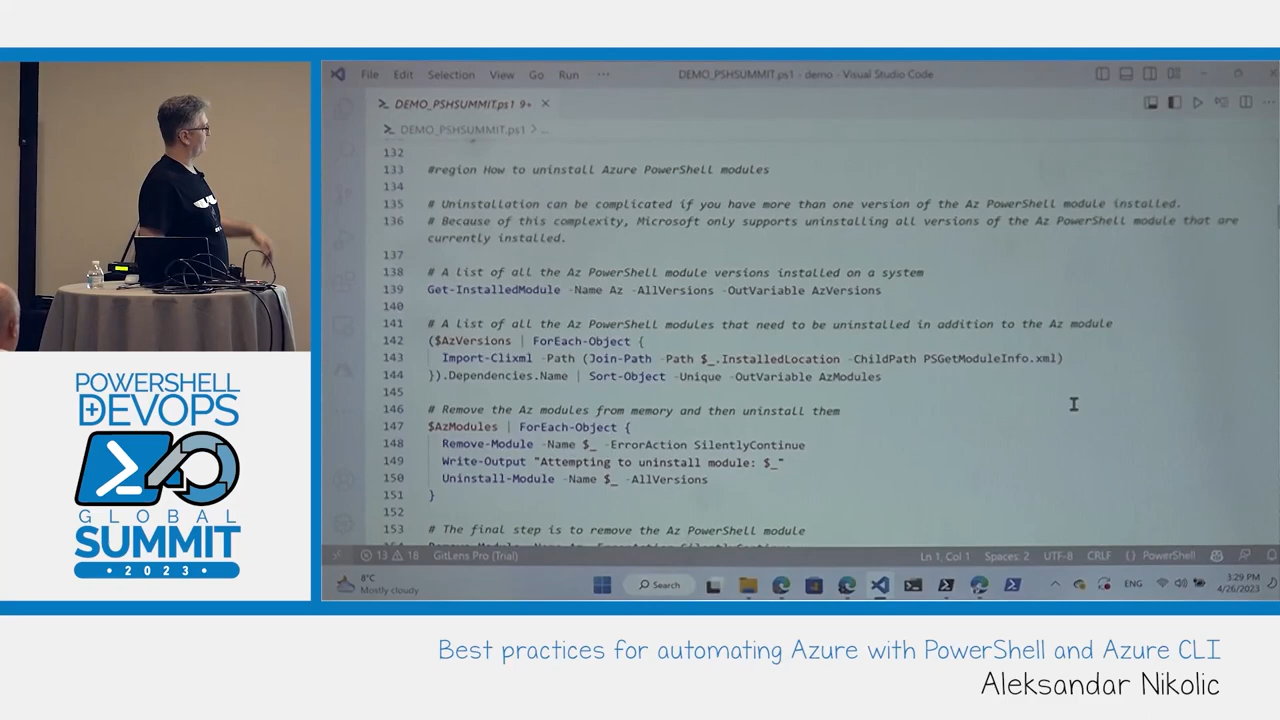 File Edit Selection View Go Run ··· DEMO_PSHSUMMIT.ps1 - demo - Visual Studio Code
DEMO_PSHSUMMIT.ps1 9+
DEMO_PSHSUMMIT.ps1 > ...
132
133 #region How to uninstall Azure PowerShell modules
134
135 # Uninstallation can be complicated if you have more than one version of the Az PowerShell module installed.
136 # Because of this complexity, Microsoft only supports uninstalling all versions of the Az PowerShell module that are
currently installed.
137
138 # A list of all the Az PowerShell module versions installed on a system
139 Get-InstalledModule -Name Az -AllVersions -OutVariable AzVersions
140
141 # A list of all the Az PowerShell modules that need to be uninstalled in addition to the Az module
142 ($AzVersions | ForEach-Object {
143 Import-Clixml -Path (Join-Path -Path $_.InstalledLocation -ChildPath PSGetModuleInfo.xml)
144 }).Dependencies.Name | Sort-Object -Unique -OutVariable AzModules
145
146 # Remove the Az modules from memory and then uninstall them
147 $AzModules | ForEach-Object {
148 Remove-Module -Name $_ -ErrorAction SilentlyContinue
149 Write-Output "Attempting to uninstall module: $_"
150 Uninstall-Module -Name $_ -AllVersions
151 }
152
153 # The final step is to remove the Az PowerShell module
13 18 GitLens Pro (Trial) Ln 1, Col 1 Spaces: 2 UTF-8 CRLF {} PowerShell
8°C
Mostly cloudy
Search
ENG
3:29 PM
4/26/2023
POWERSHELL
+DEVOPS
GLOBAL
SUMMIT
• 2023 •
Best practices for automating Azure with PowerShell and Azure CLI
Aleksandar Nikolic